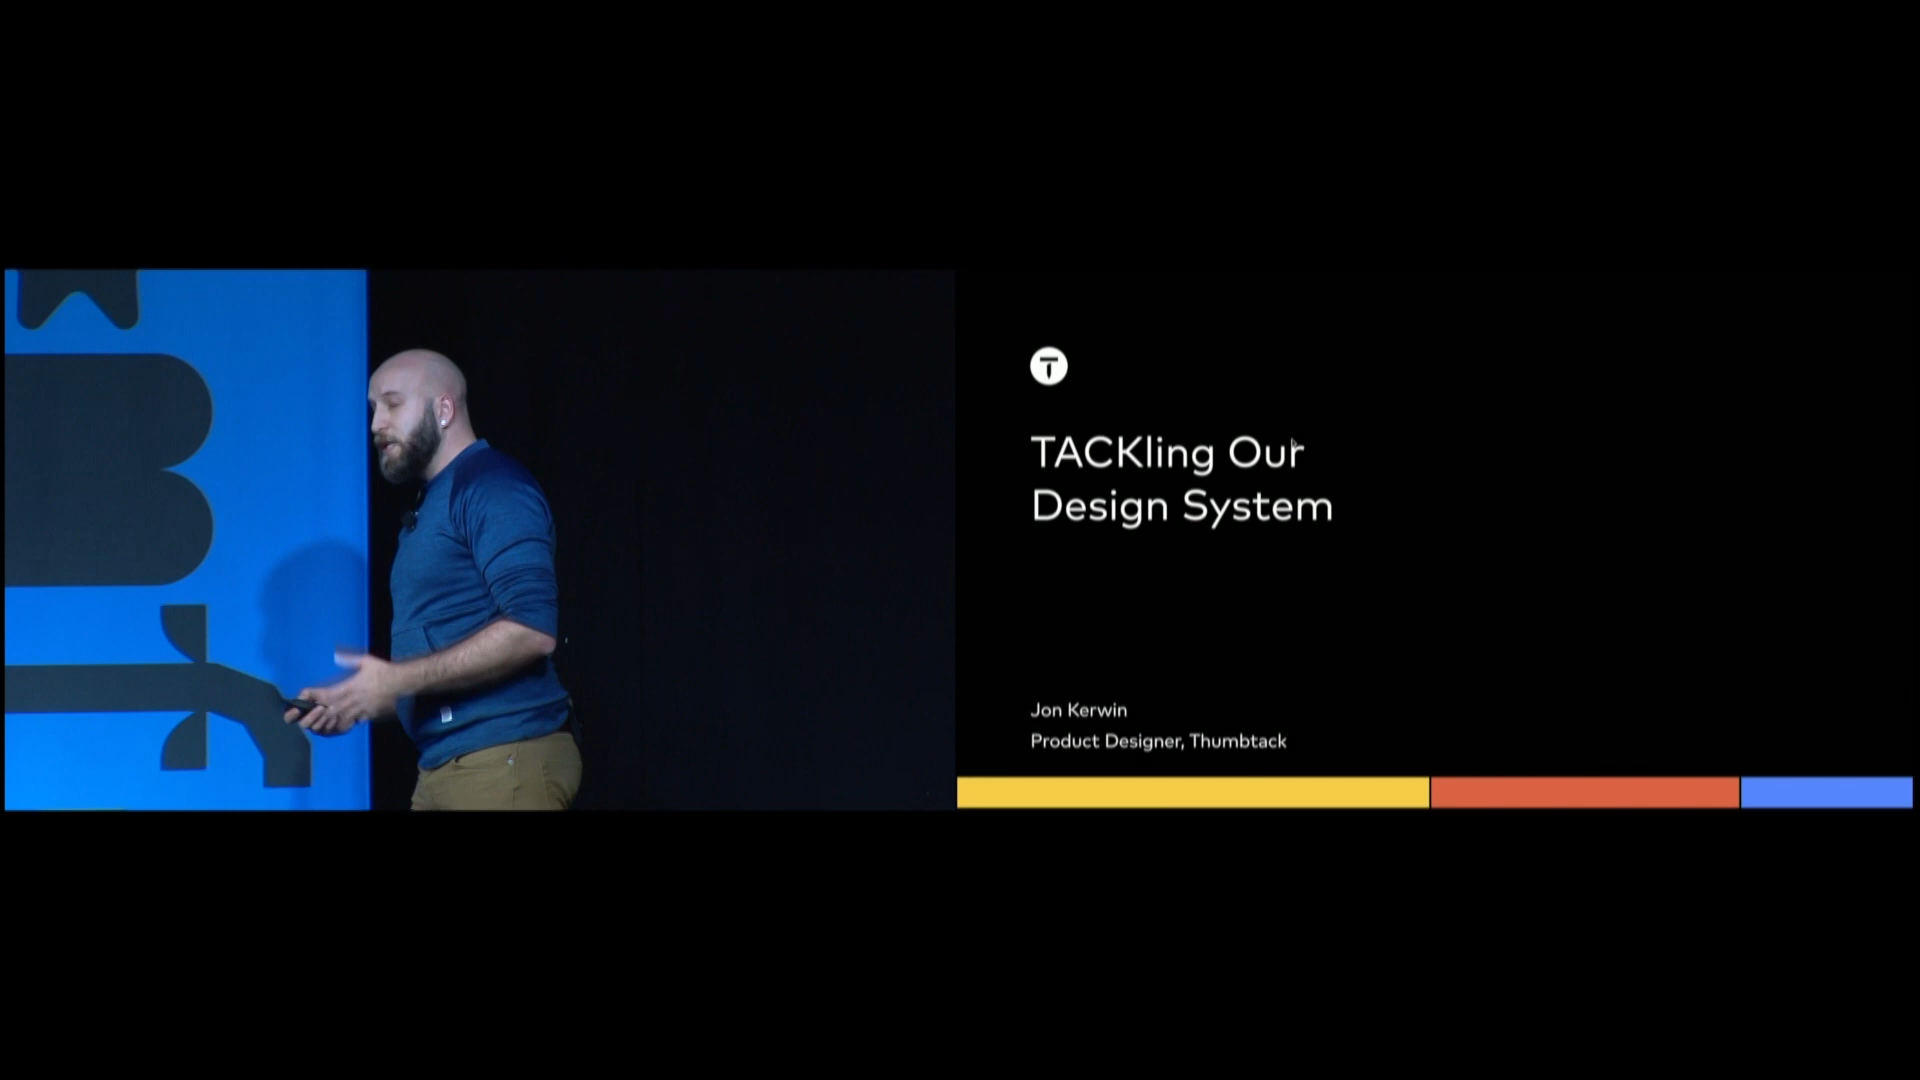 TACKling Our
Design System
Jon Kerwin
Product Designer, Thumbtack